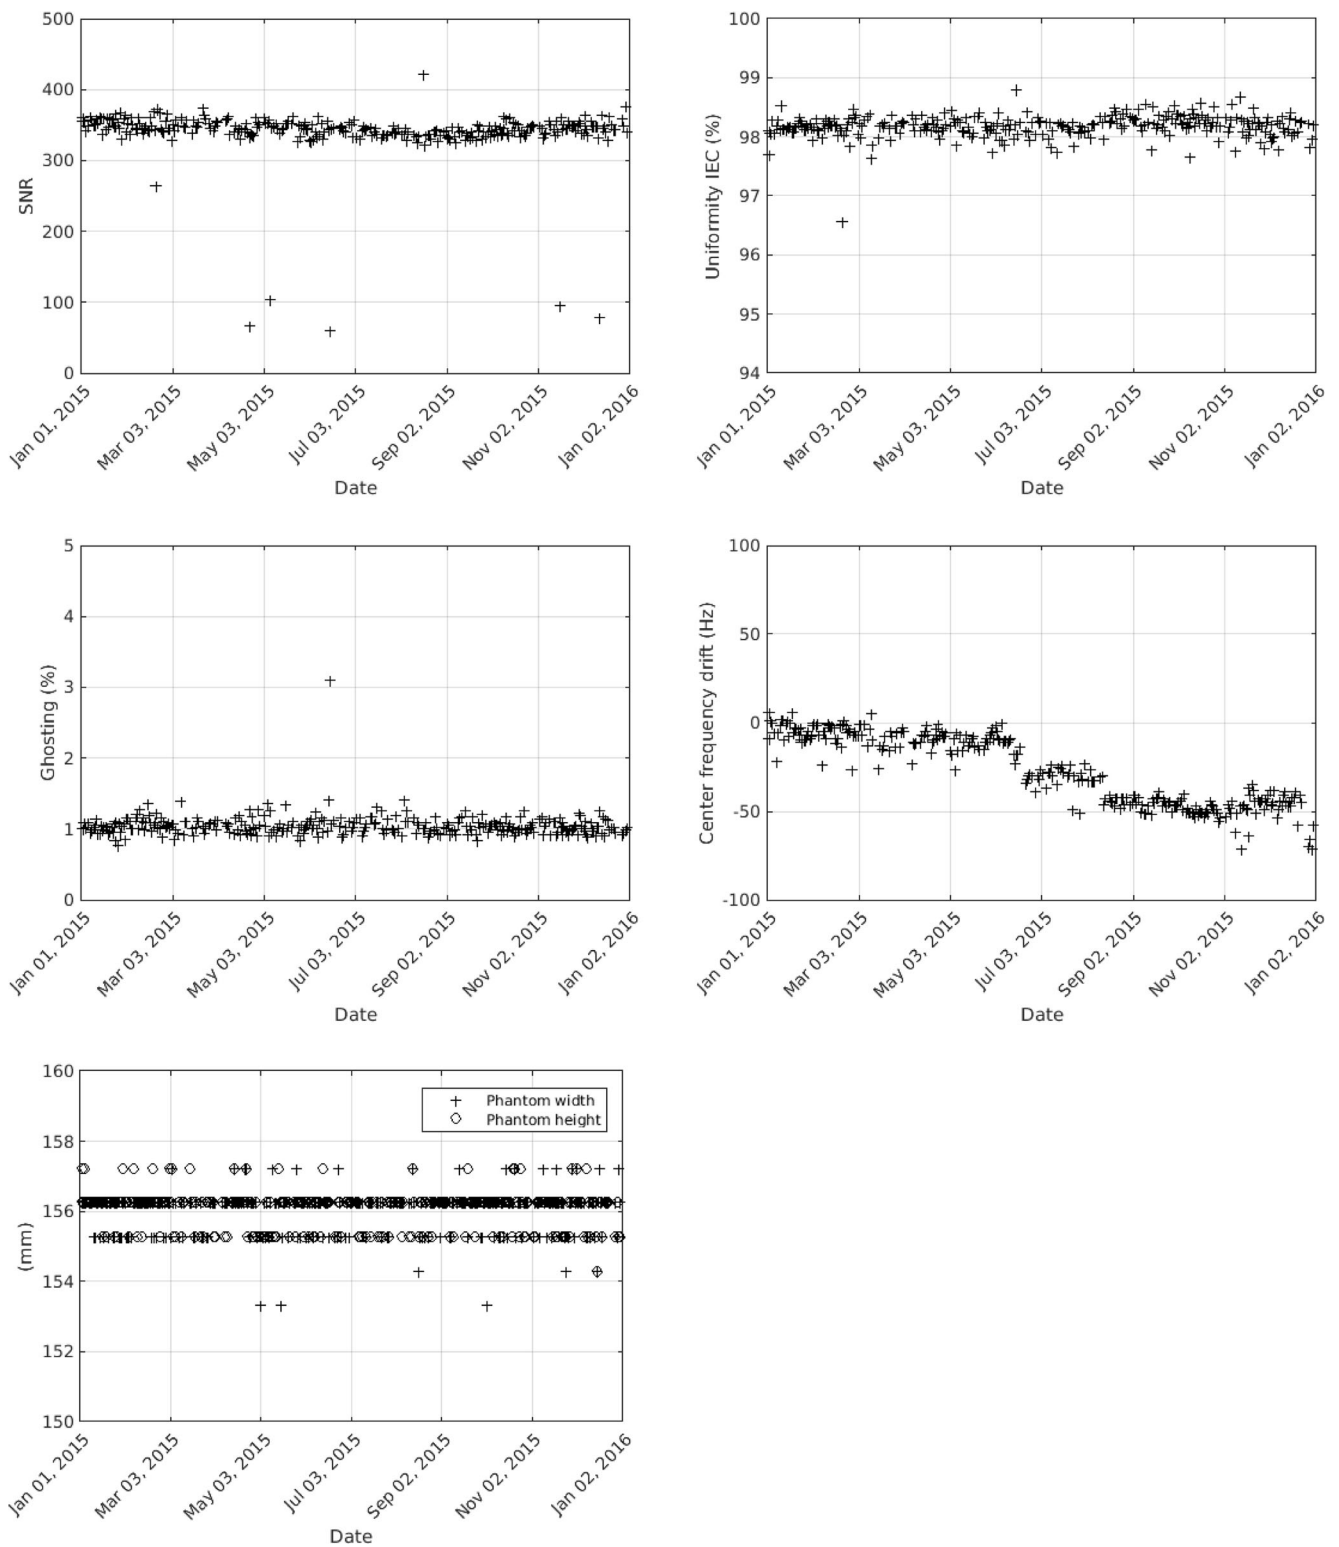 500
400
300
200
100
0
SNR
Jan 01, 2015
Mar 03, 2015
May 03, 2015
Jul 03, 2015
Sep 02, 2015
Nov 02, 2015
Jan 02, 2016
Date
100
99
98
97
96
95
94
Uniformity IEC (%)
Jan 01, 2015
Mar 03, 2015
May 03, 2015
Jul 03, 2015
Sep 02, 2015
Nov 02, 2015
Jan 02, 2016
Date
5
4
3
2
1
0
Ghosting (%)
Jan 01, 2015
Mar 03, 2015
May 03, 2015
Jul 03, 2015
Sep 02, 2015
Nov 02, 2015
Jan 02, 2016
Date
100
50
0
-50
-100
Center frequency drift (Hz)
Jan 01, 2015
Mar 03, 2015
May 03, 2015
Jul 03, 2015
Sep 02, 2015
Nov 02, 2015
Jan 02, 2016
Date
160
158
156
154
152
150
(mm)
Phantom width
Phantom height
Jan 01, 2015
Mar 03, 2015
May 03, 2015
Jul 03, 2015
Sep 02, 2015
Nov 02, 2015
Jan 02, 2016
Date